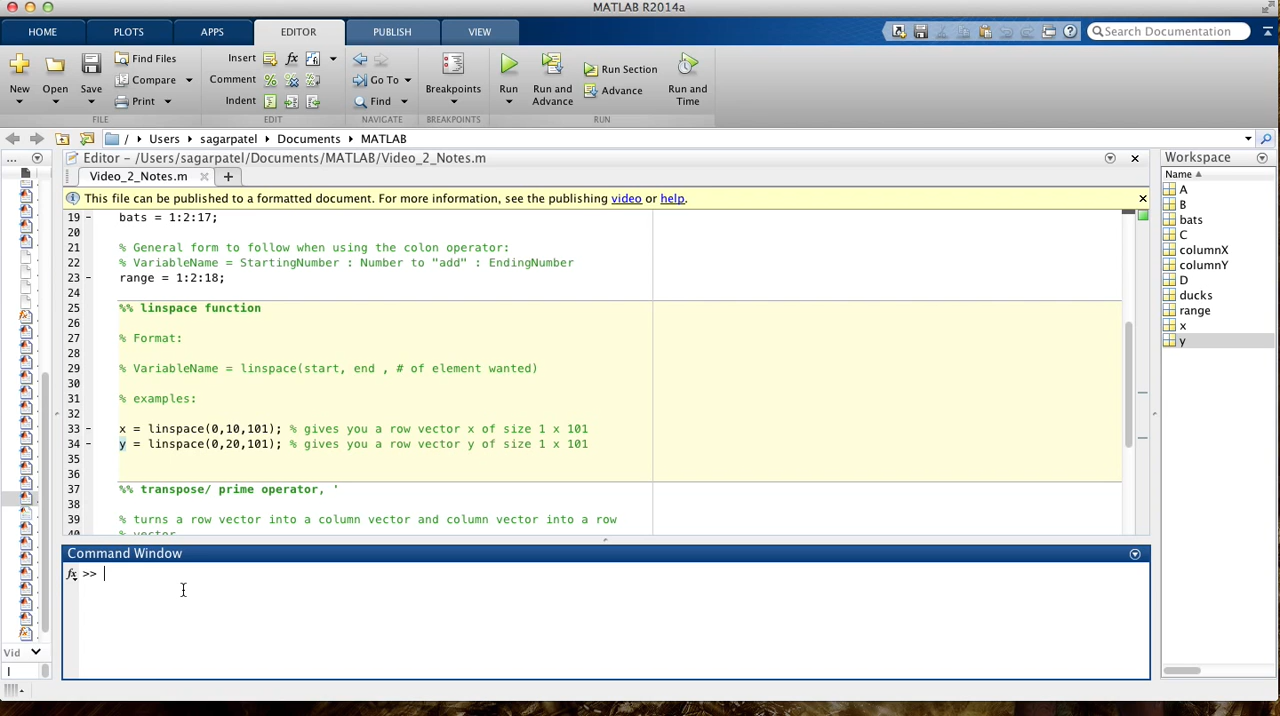 MATLAB R2014a
HOME PLOTS APPS EDITOR PUBLISH VIEW Search Documentation
New Open Save Find Files Compare Print
FILE
Insert Comment Indent
EDIT
Go To Find
NAVIGATE
Breakpoints
BREAKPOINTS
Run Run and Advance Run Section Advance Run and Time
RUN
/ Users sagarpatel Documents MATLAB
... 
Editor – /Users/sagarpatel/Documents/MATLAB/Video_2_Notes.m
Video_2_Notes.m
This file can be published to a formatted document. For more information, see the publishing video or help.
19 – bats = 1:2:17;
20
21 % General form to follow when using the colon operator:
22 % VariableName = StartingNumber : Number to "add" : EndingNumber
23 – range = 1:2:18;
24
25 %% linspace function
26
27 % Format:
28
29 % VariableName = linspace(start, end , # of element wanted)
30
31 % examples:
32
33 – x = linspace(0,10,101); % gives you a row vector x of size 1 x 101
34 – y = linspace(0,20,101); % gives you a row vector y of size 1 x 101
35
36
37 %% transpose/ prime operator, '
38
39 % turns a row vector into a column vector and column vector into a row
40 % vector
Command Window
fx >>
Vid
Workspace
Name
A
B
bats
C
columnX
columnY
D
ducks
range
x
y